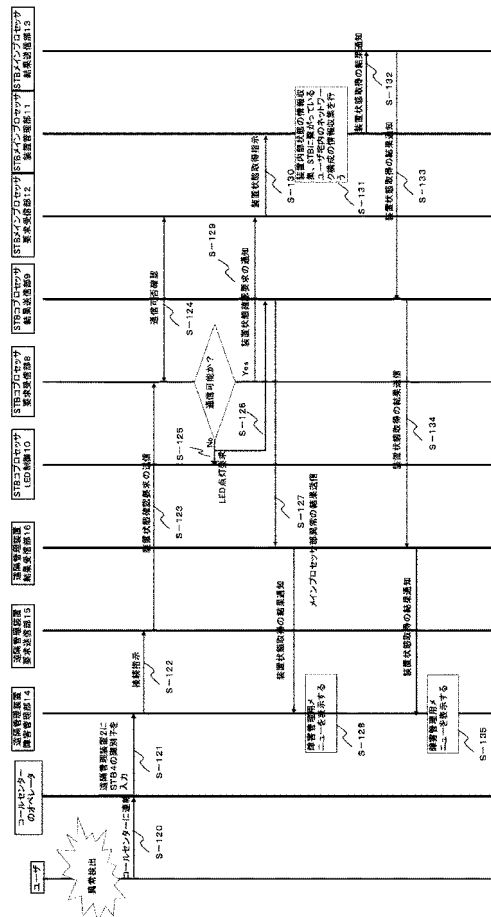 ユーザ
コールセンター
のオペレータ
遠隔管理装置
障害管理部14
遠隔管理装置
要求送信部15
遠隔管理装置
結果受信部16
STBコプロセッサ
LED制御10
STBコプロセッサ
要求受信部8
STBコプロセッサ
結果送信部9
STBメインプロセッサ
要求受信部12
STBメインプロセッサ
装置管理部11
STBメインプロセッサ
結果送信部13
異常検出
コールセンターに連絡
S-120
遠隔管理装置2に
STB4の識別子を
入力
S-121
接続指示
S-122
装置状態確認要求の送信
S-123
通信可否確認
S-124
通信可能か?
No
Yes
S-125
LED点灯要求
S-126
メインプロセッサ部異常の結果送信
S-127
装置状態取得の結果通知
障害管理用メ
ニューを表示する
S-128
装置状態確認要求の通知
S-129
装置状態取得指示
S-130
装置内部状態の情報収
集、STBに繋がっている
ユーザ宅内のネットワー
ク構成の情報収集を行
う
S-131
装置状態取得の結果通知
S-132
装置状態取得の結果通知
S-133
装置状態取得の結果送信
S-134
装置状態取得の結果通知
障害管理用メ
ニューを表示する
S-135